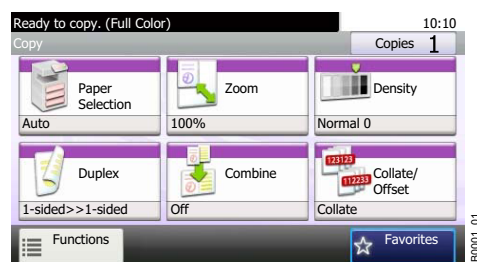 Ready to copy. (Full Color)
10:10
Copy
Copies 1
Paper
Selection
Auto
Zoom
100%
Density
Normal 0
Duplex
1-sided>>1-sided
Combine
Off
123123
112233
Collate/
Offset
Collate
Functions
Favorites
B0001_01